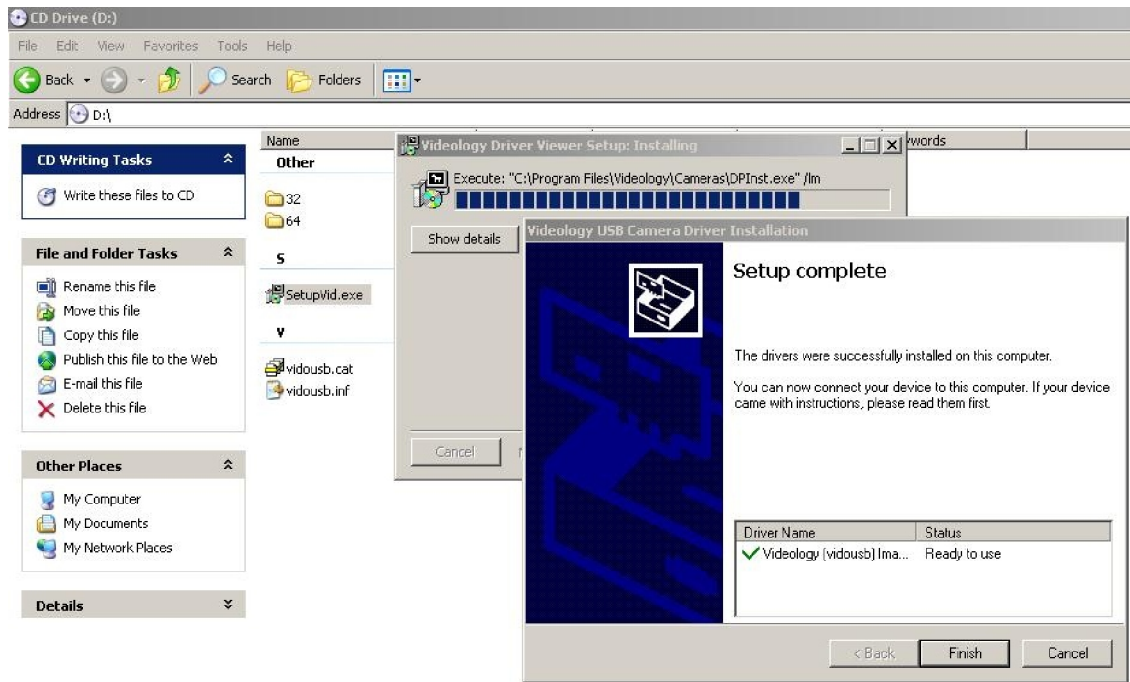 CD Drive (D:)
File Edit View Favorites Tools Help
Back Search Folders
Address D:\
CD Writing Tasks
Write these files to CD
File and Folder Tasks
Rename this file
Move this file
Copy this file
Publish this file to the Web
E-mail this file
Delete this file
Other Places
My Computer
My Documents
My Network Places
Details
Name
Other
32
64
S
SetupVid.exe
V
vidousb.cat
vidousb.inf
Videology Driver Viewer Setup: Installing
Execute: "C:\Program Files\Videology\Cameras\DPInst.exe" /lm
Show details
Cancel
Videology USB Camera Driver Installation
Setup complete
The drivers were successfully installed on this computer.
You can now connect your device to this computer. If your device
came with instructions, please read them first.
Driver Name Status
Videology (vidousb) Ima... Ready to use
< Back Finish Cancel